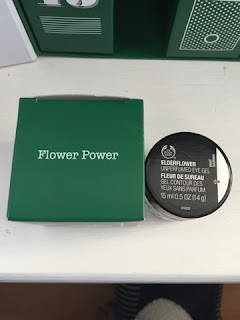 Flower Power
THE
BODY
SHOP
ELDERFLOWER
UNPERFUMED EYE GEL
FLEUR DE SUREAU
GEL CONTOUR DES
YEUX SANS PARFUM
15 ml/0.5 OZ (14 g)